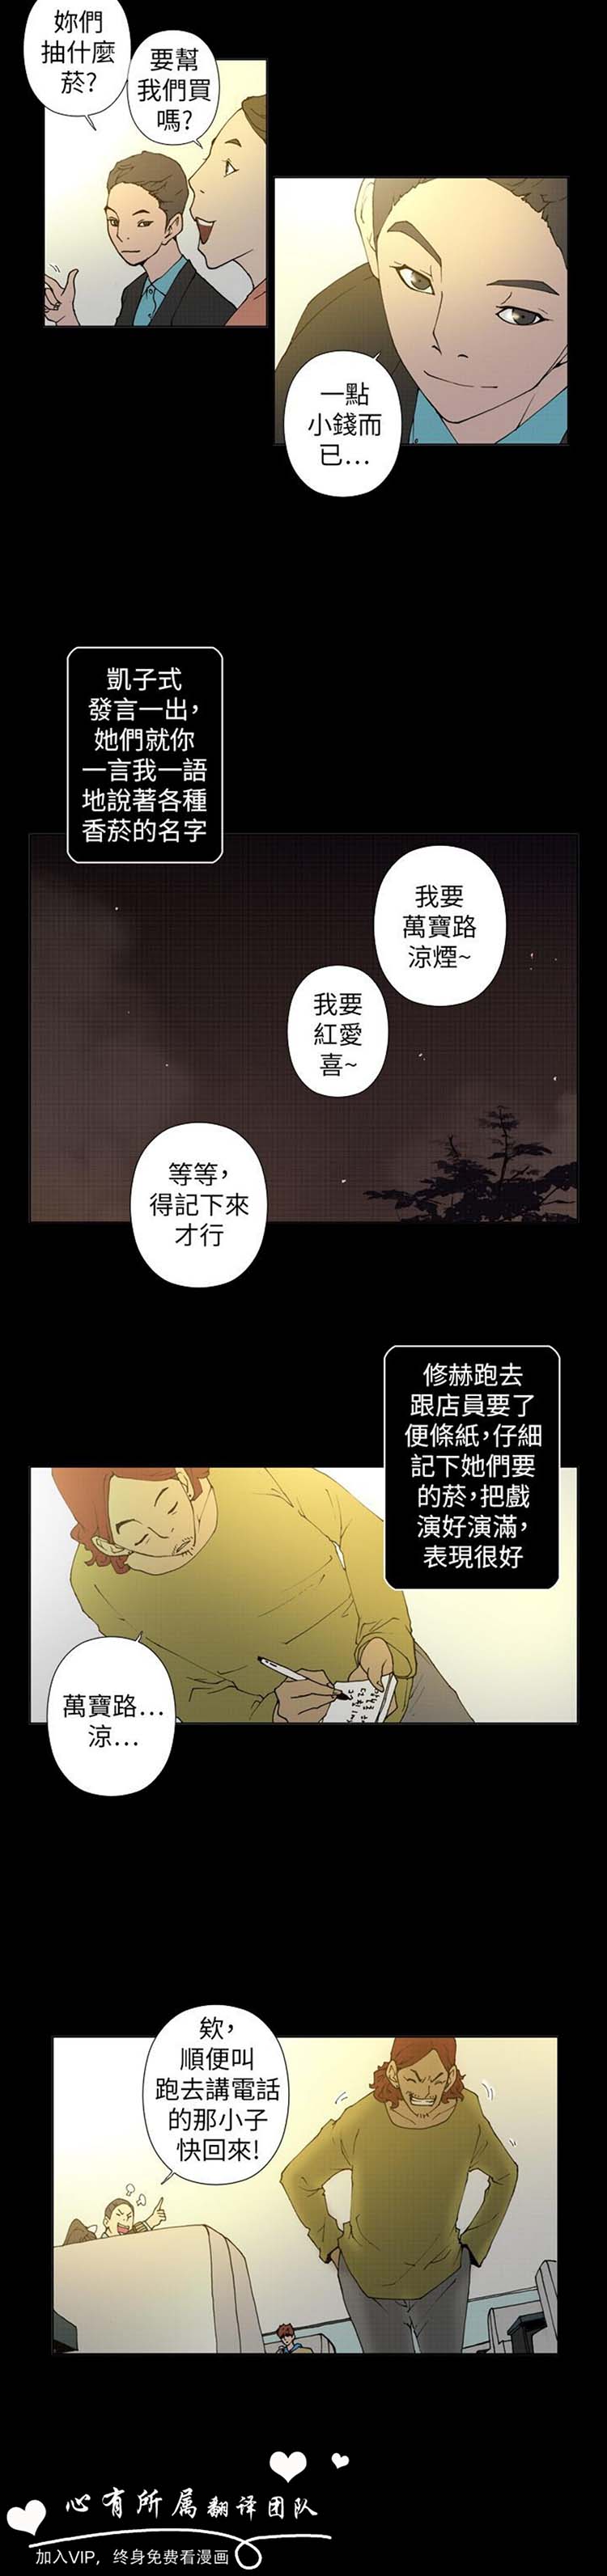 妳們
抽什麼
菸?
要幫
我們買
嗎?
一點
小錢而
已...
凱子式
發言一出,
她們就你
一言我一語
地說著各種
香菸的名字
我要
萬寶路
涼煙~
我要
紅愛
喜~
等等,
得記下來
才行
修赫跑去
跟店員要了
便條紙,仔細
記下她們要
的菸,把戲
演好演滿,
表現很好
萬寶路...
涼...
欸,
順便叫
跑去講電話
的那小子
快回來!
心有所属翻译团队
加入VIP，终身免费看漫画